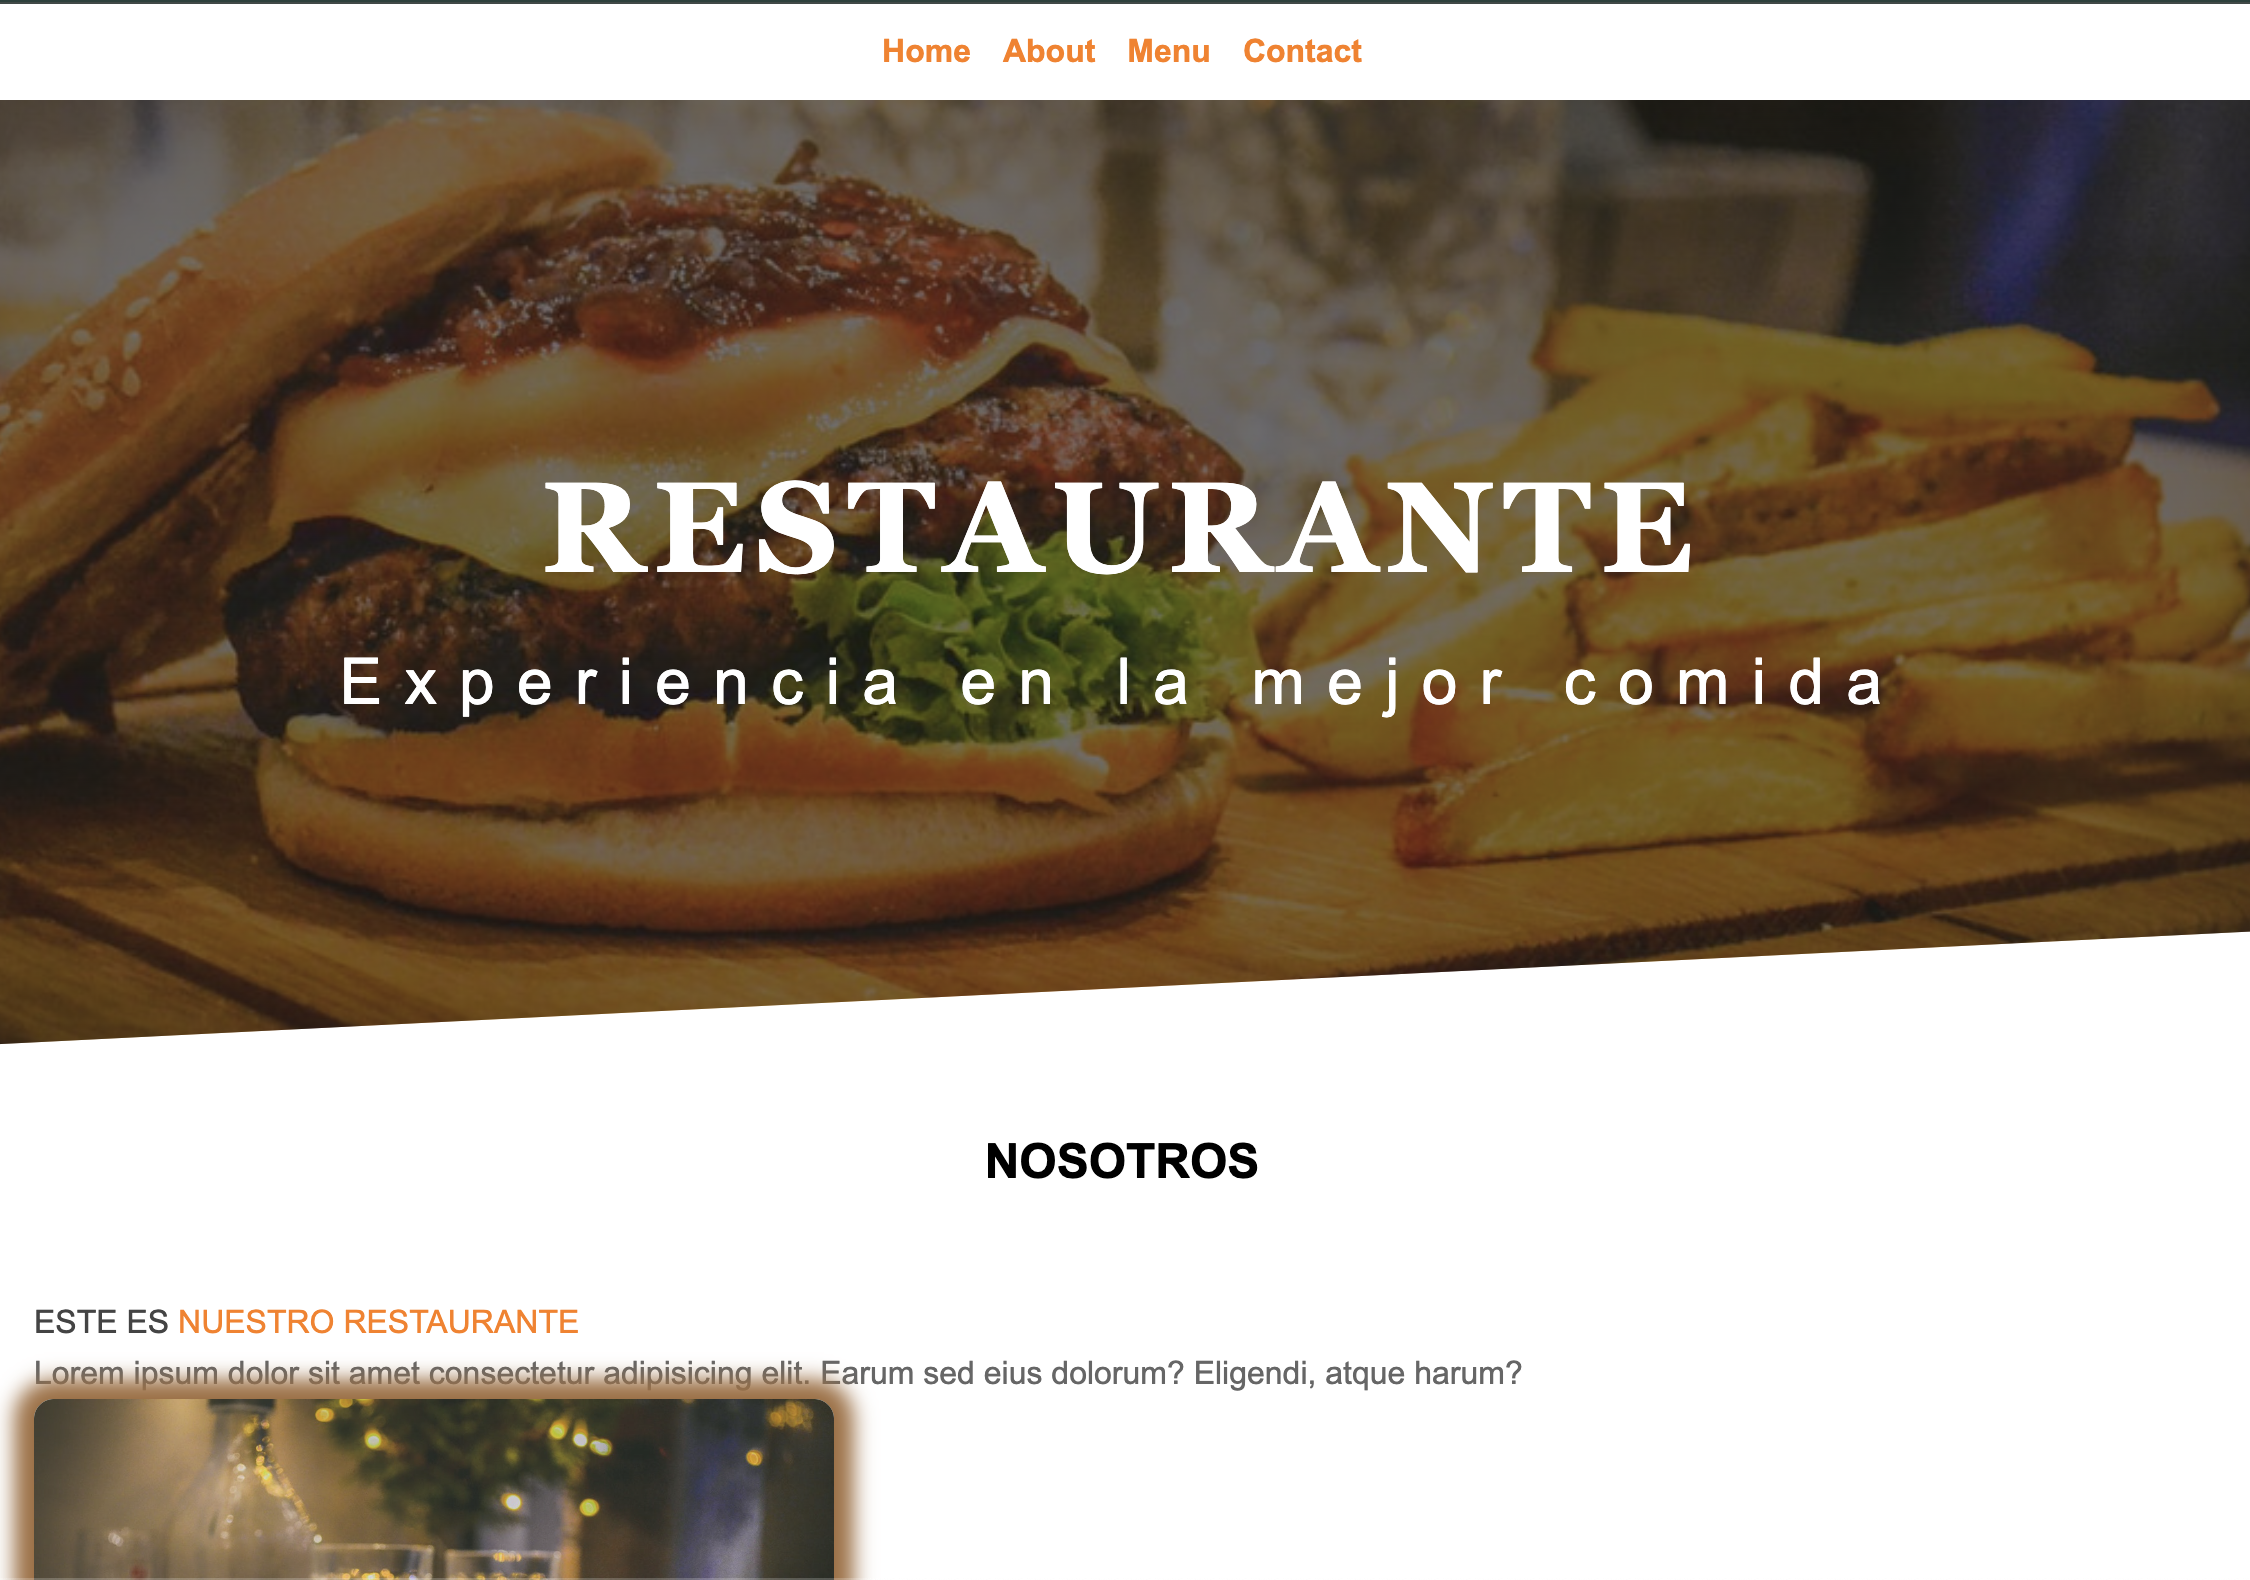 Home About Menu Contact
RESTAURANTE
Experiencia en la mejor comida
NOSOTROS
ESTE ES NUESTRO RESTAURANTE
Lorem ipsum dolor sit amet consectetur adipisicing elit. Earum sed eius dolorum? Eligendi, atque harum?